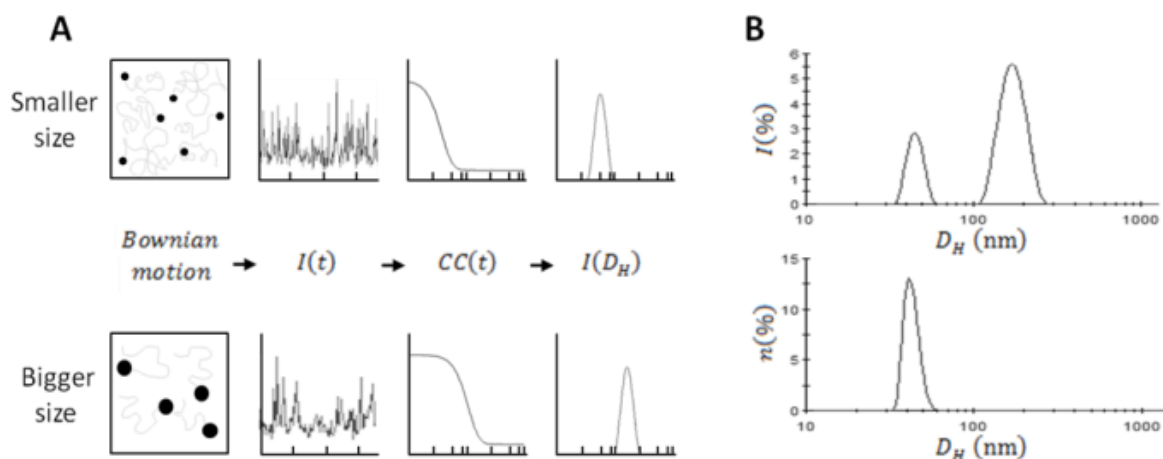 A
Smaller
size
Bownian
motion
I(t)
CC(t)
I(D_H)
Bigger
size
B
I(%)
6
5
4
3
2
1
0
10
100
1000
D_H (nm)
n(%)
15
10
5
0
10
100
1000
D_H (nm)